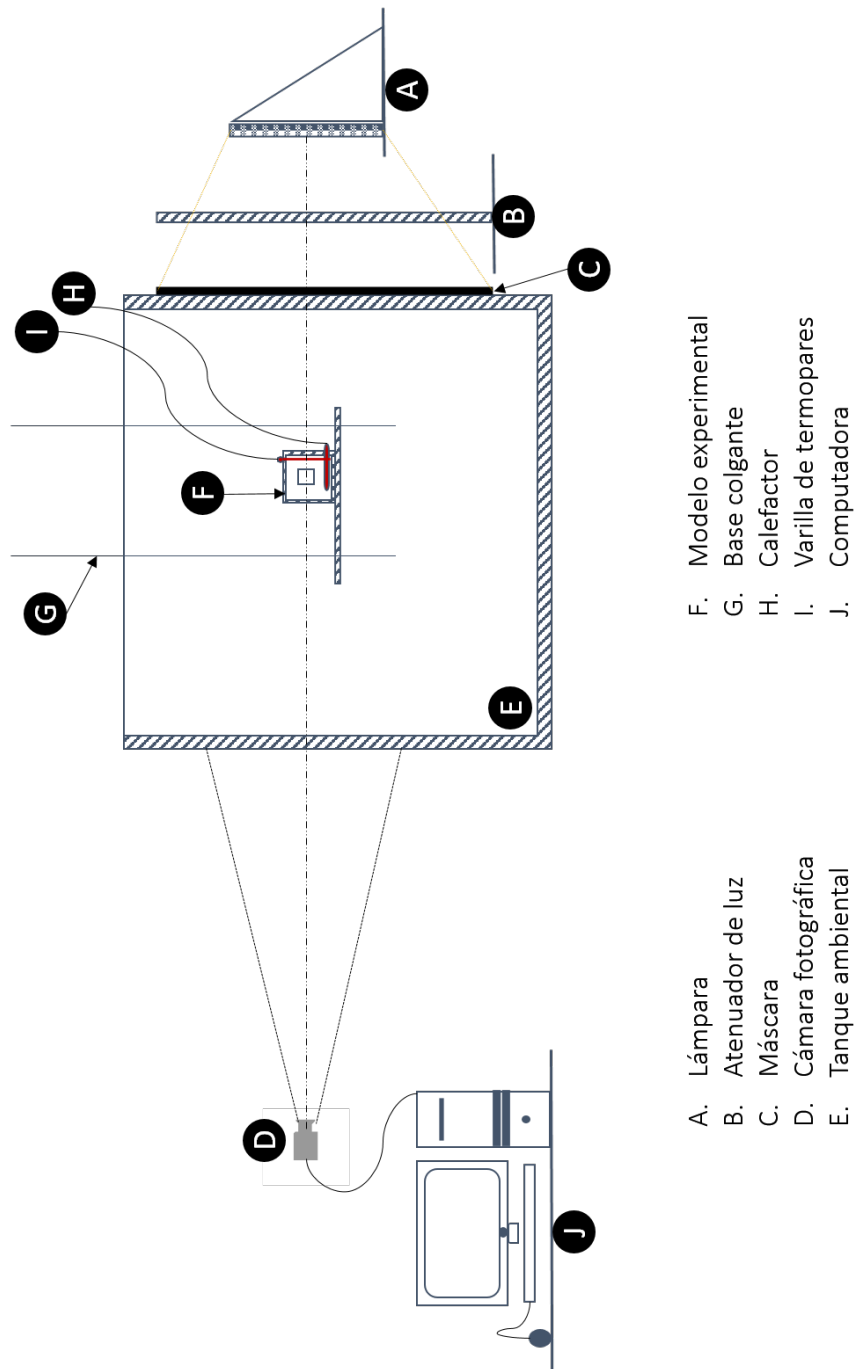 A
B
C
H
I
F
G
E
D
J
A. Lámpara
B. Atenuador de luz
C. Máscara
D. Cámara fotográfica
E. Tanque ambiental
F. Modelo experimental
G. Base colgante
H. Calefactor
I. Varilla de termopares
J. Computadora